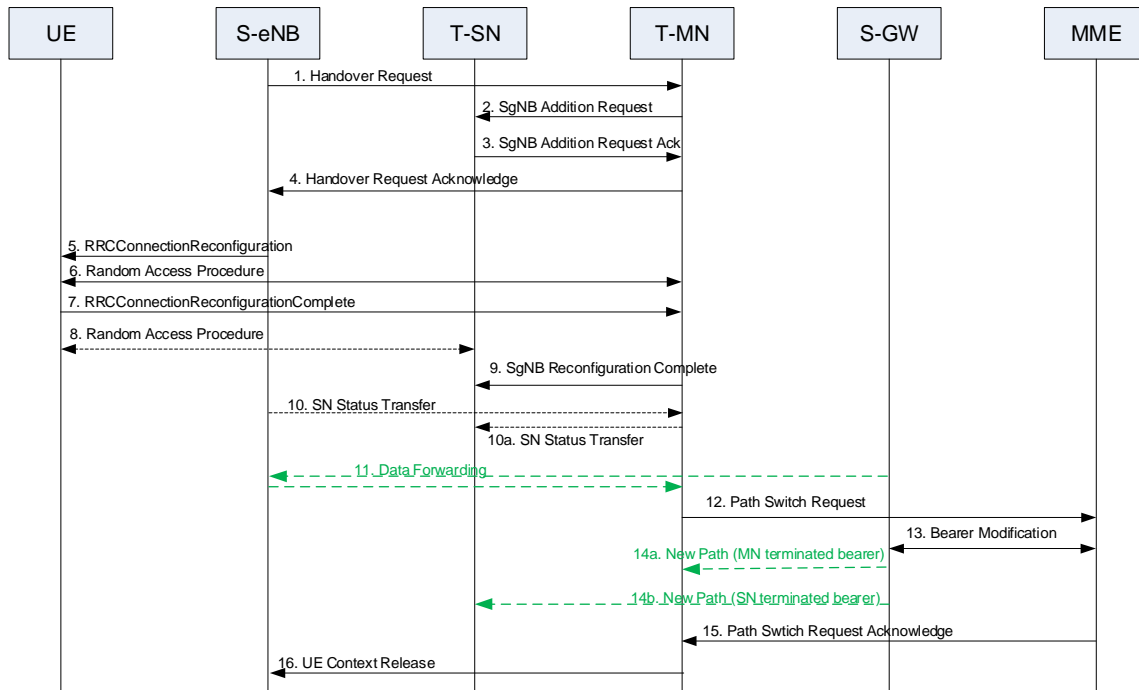 UE
S-eNB
T-SN
T-MN
S-GW
MME
1. Handover Request
2. SgNB Addition Request
3. SgNB Addition Request Ack
4. Handover Request Acknowledge
5. RRCConnectionReconfiguration
6. Random Access Procedure
7. RRCConnectionReconfigurationComplete
8. Random Access Procedure
9. SgNB Reconfiguration Complete
10. SN Status Transfer
10a. SN Status Transfer
11. Data Forwarding
12. Path Switch Request
13. Bearer Modification
14a. New Path (MN terminated bearer)
14b. New Path (SN terminated bearer)
15. Path Swtich Request Acknowledge
16. UE Context Release